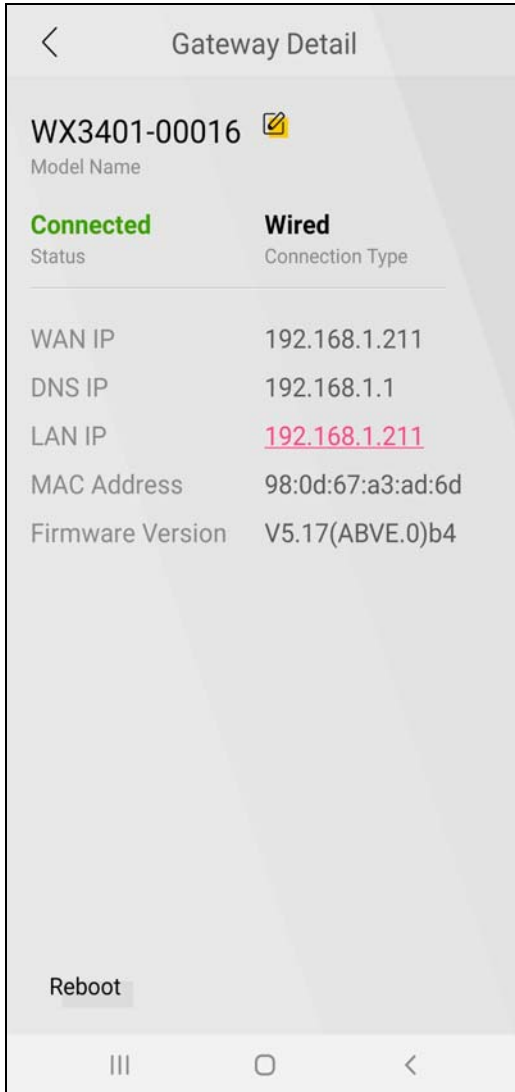 Gateway Detail
WX3401-00016
Model Name
Connected Wired
Status Connection Type
WAN IP 192.168.1.211
DNS IP 192.168.1.1
LAN IP 192.168.1.211
MAC Address 98:0d:67:a3:ad:6d
Firmware Version V5.17(ABVE.0)b4
Reboot